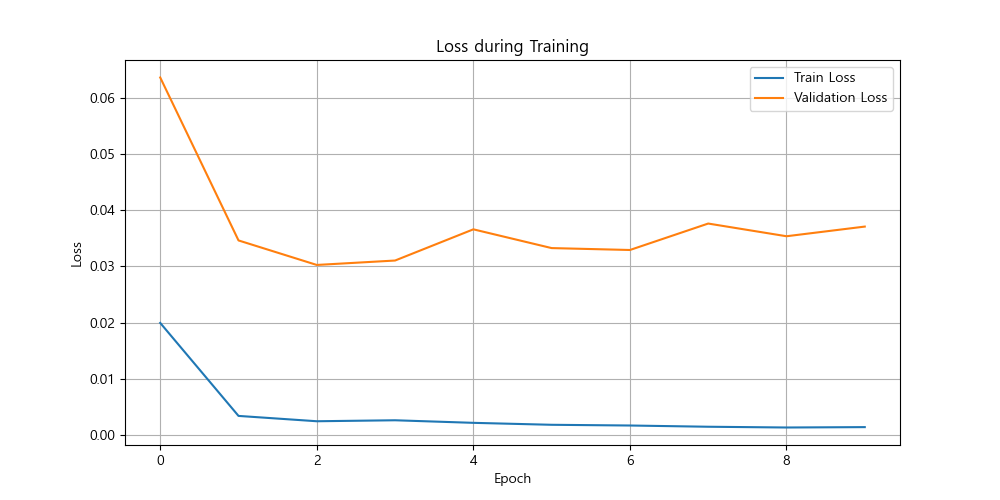 Loss during Training
Train Loss
Validation Loss
0.06
0.05
0.04
0.03
0.02
0.01
0.00
Loss
0 2 4 6 8
Epoch